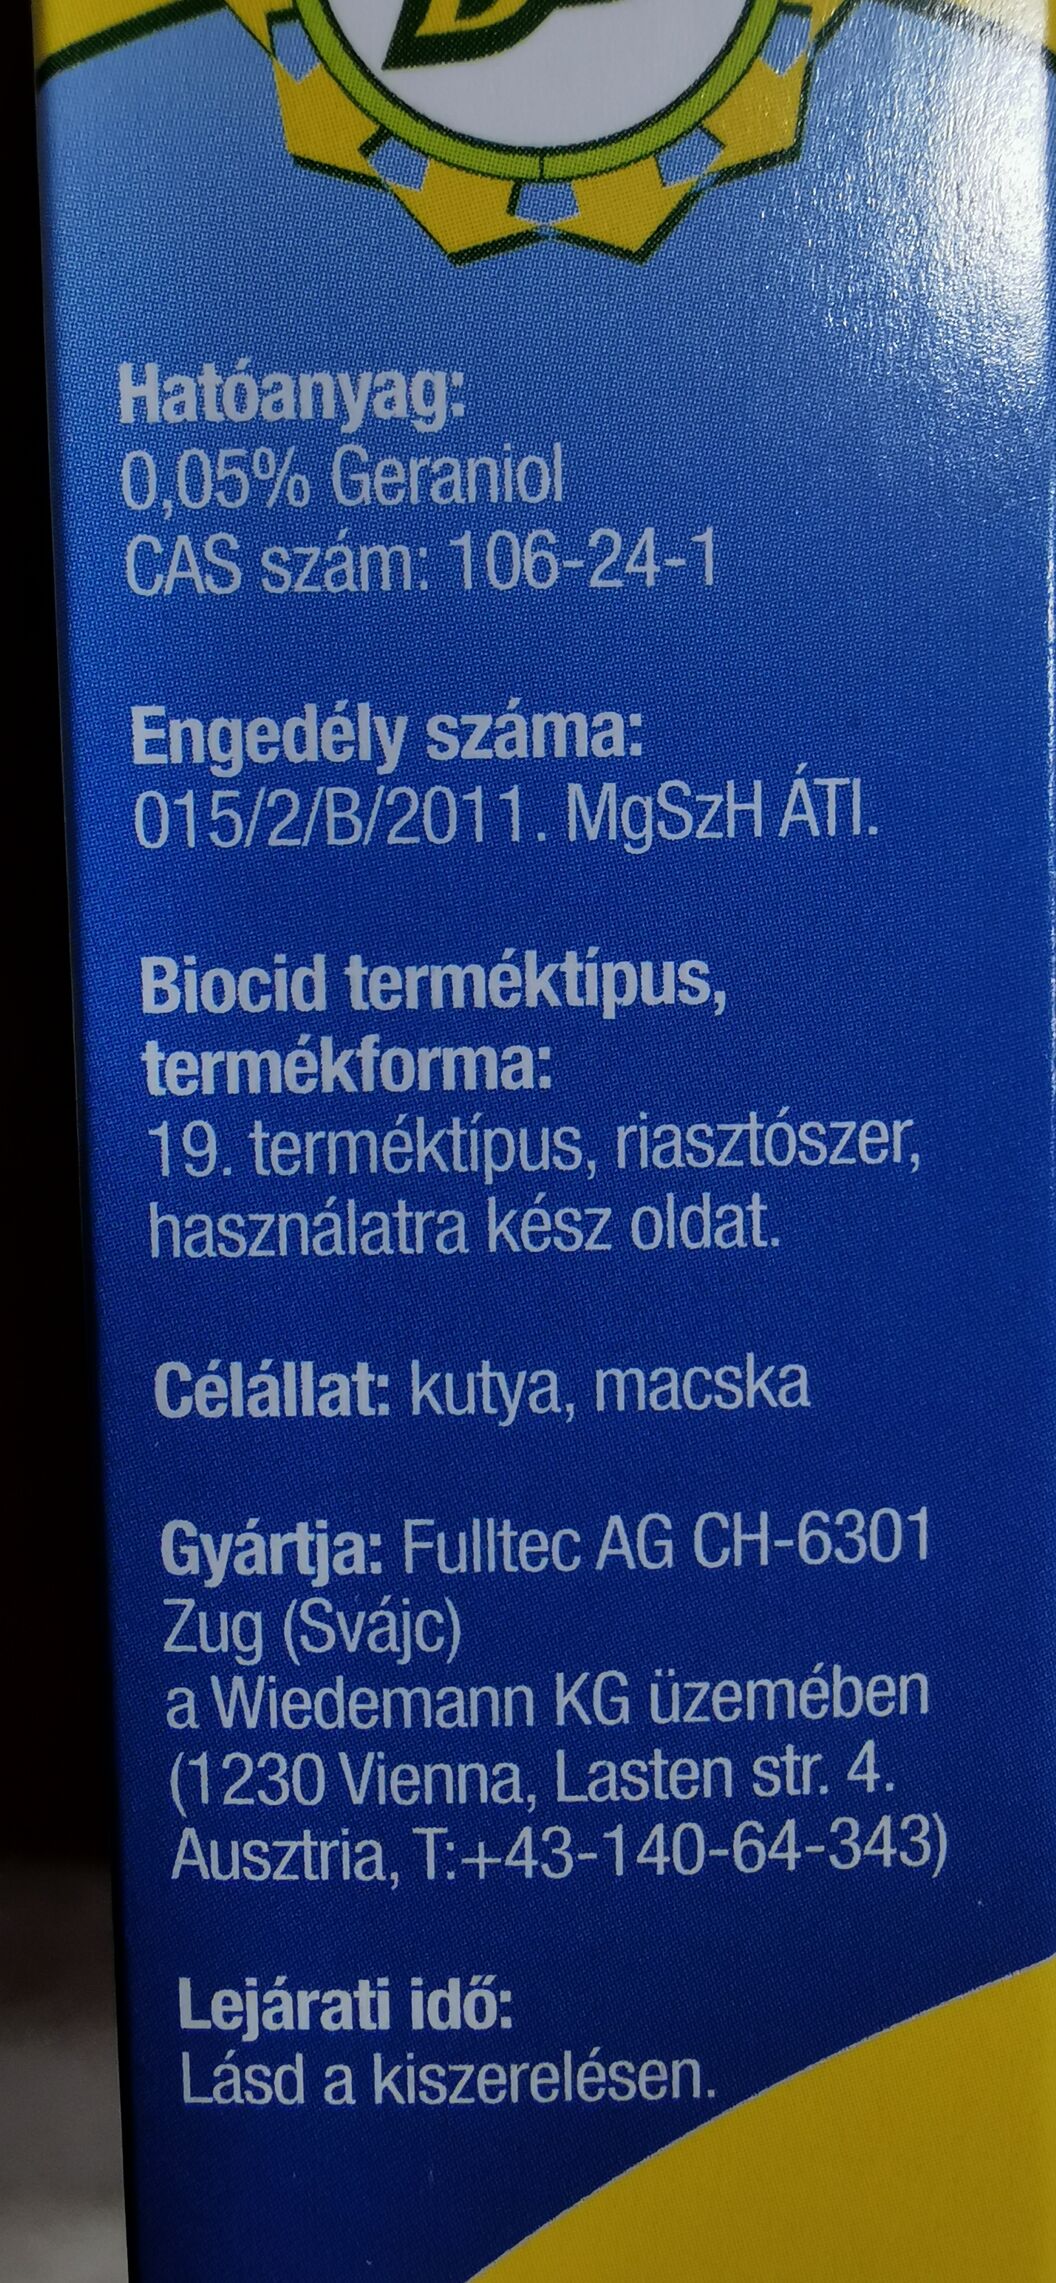 Hatóanyag:
0,05% Geraniol
CAS szám: 106-24-1
Engedély száma:
015/2/B/2011. MgSzH ÁTI.
Biocid terméktípus,
termékforma:
19. terméktípus, riasztószer,
használatra kész oldat.
Célállat: kutya, macska
Gyártja: Fulltec AG CH-6301
Zug (Svájc)
a Wiedemann KG üzemében
(1230 Vienna, Lasten str. 4.
Ausztria, T:+43-140-64-343)
Lejárati idő:
Lásd a kiszerelésen.